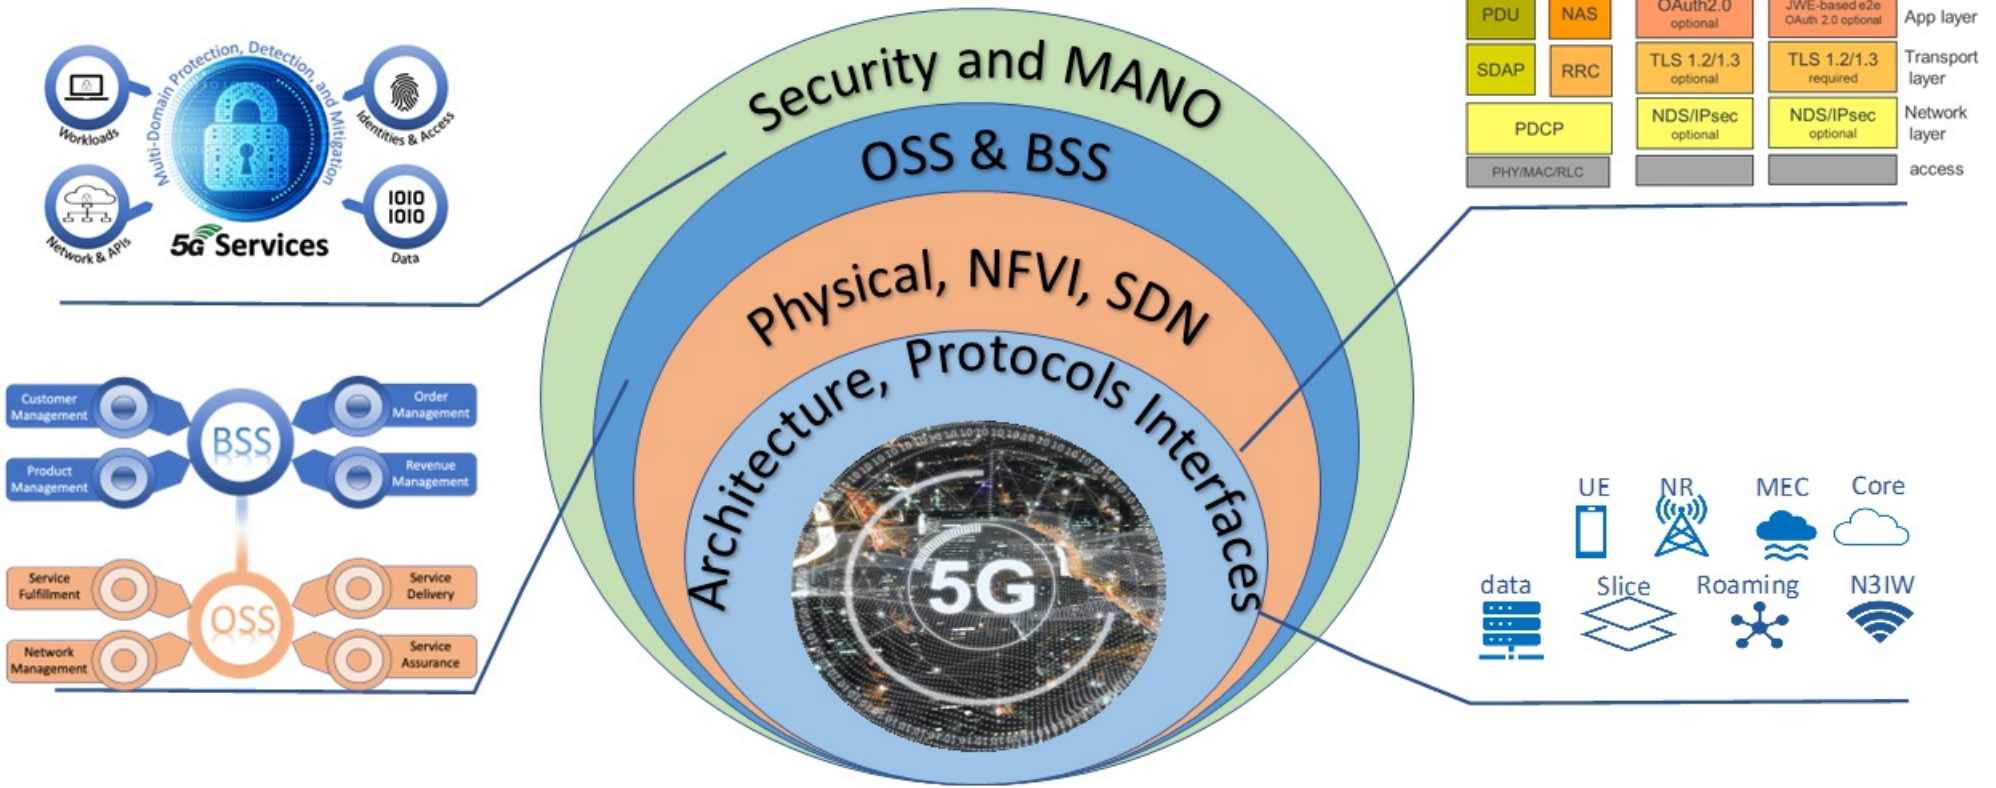 Multi-Domain Protection, Detection, and Mitigation
Workloads
Identities & Access
Network & APIs
1010
1010
Data
5G Services
Customer
Management
Order
Management
BSS
Product
Management
Revenue
Management
Service
Fulfillment
Service
Delivery
OSS
Network
Management
Service
Assurance
Security and MANO
OSS & BSS
Physical, NFVI, SDN
Architecture, Protocols Interfaces
5G
PDU
NAS
OAuth2.0
optional
JWE-based e2e
OAuth 2.0 optional
App layer
SDAP
RRC
TLS 1.2/1.3
optional
TLS 1.2/1.3
required
Transport
layer
PDCP
NDS/IPsec
optional
NDS/IPsec
optional
Network
layer
PHY/MAC/RLC
access
UE
NR
MEC
Core
data
Slice
Roaming
N3IW